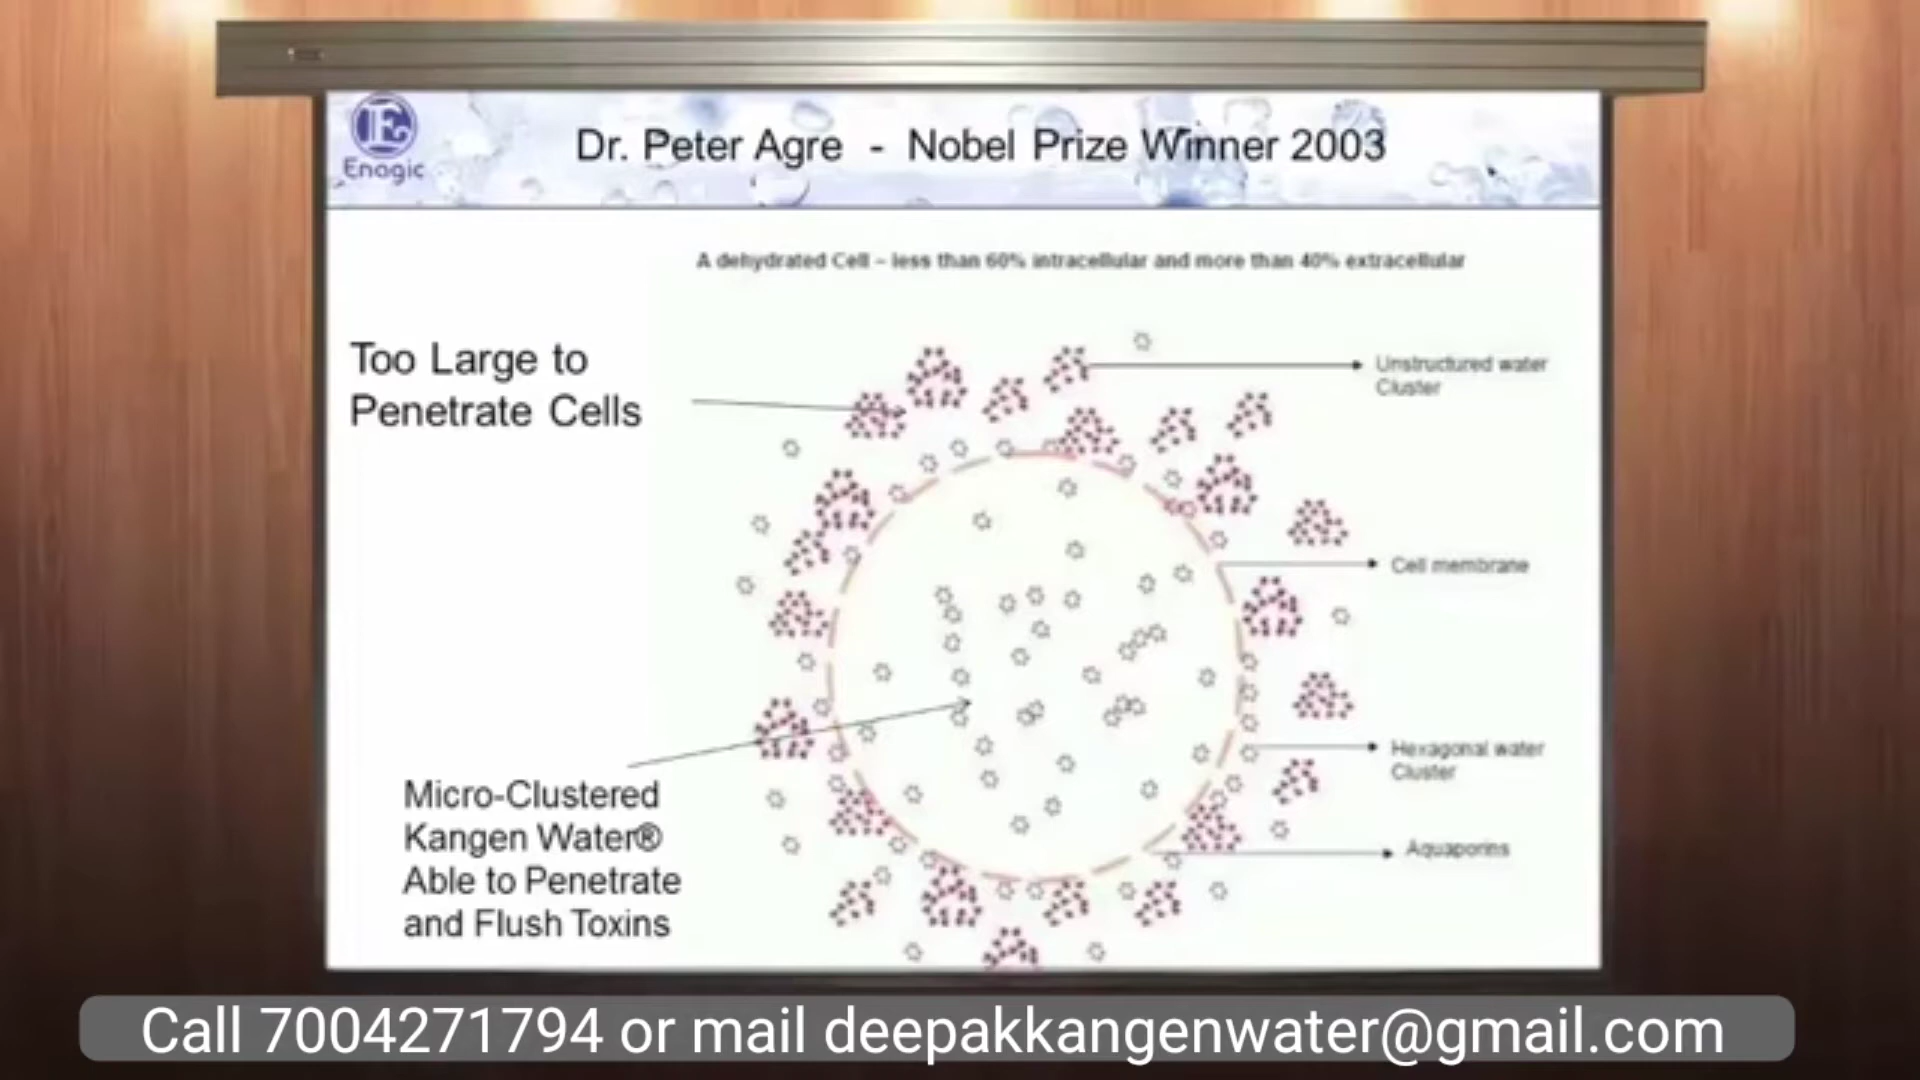 Enagic
Dr. Peter Agre - Nobel Prize Winner 2003
A dehydrated Cell – less than 60% intracellular and more than 40% extracellular
Too Large to
Penetrate Cells
Unstructured water
Cluster
Cell membrane
Hexagonal water
Cluster
Aquaporins
Micro-Clustered
Kangen Water®
Able to Penetrate
and Flush Toxins
Call 7004271794 or mail deepakkangenwater@gmail.com